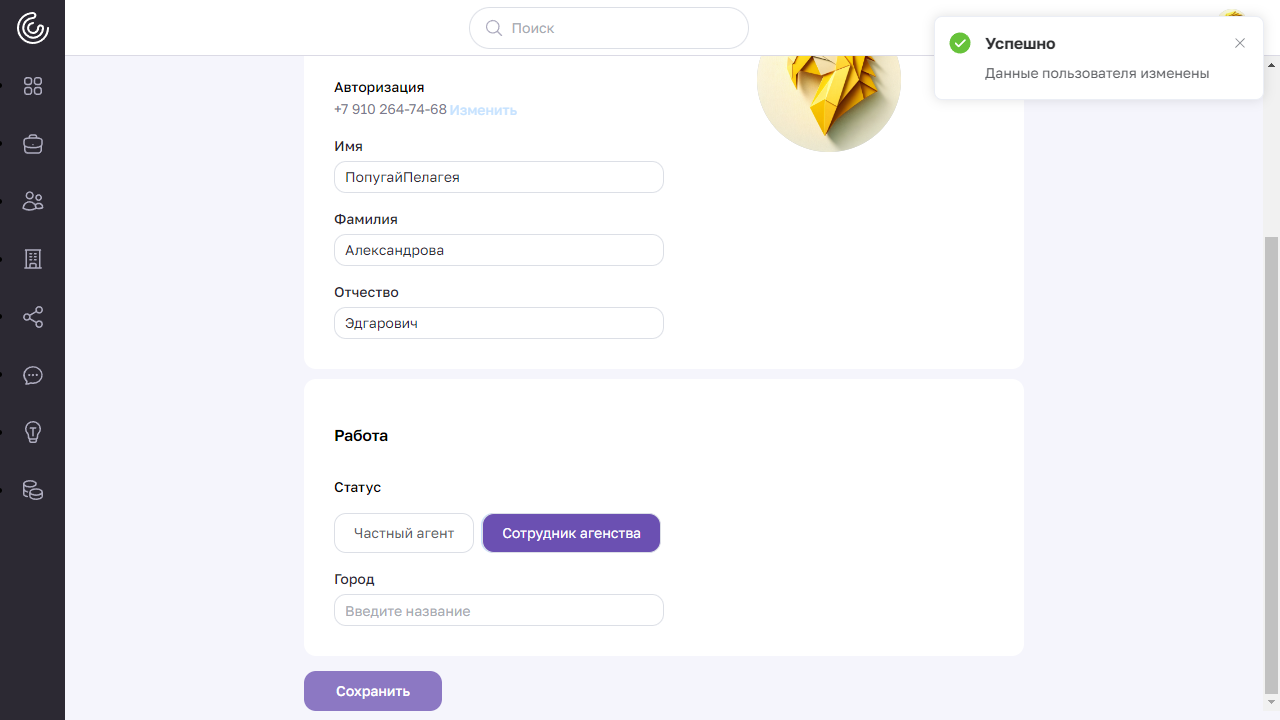 Поиск
Успешно
Данные пользователя изменены
Авторизация
+7 910 264-74-68 Изменить
Имя
ПопугайПелагея
Фамилия
Александрова
Отчество
Эдгарович
Работа
Статус
Частный агент
Сотрудник агенства
Город
Введите название
Сохранить